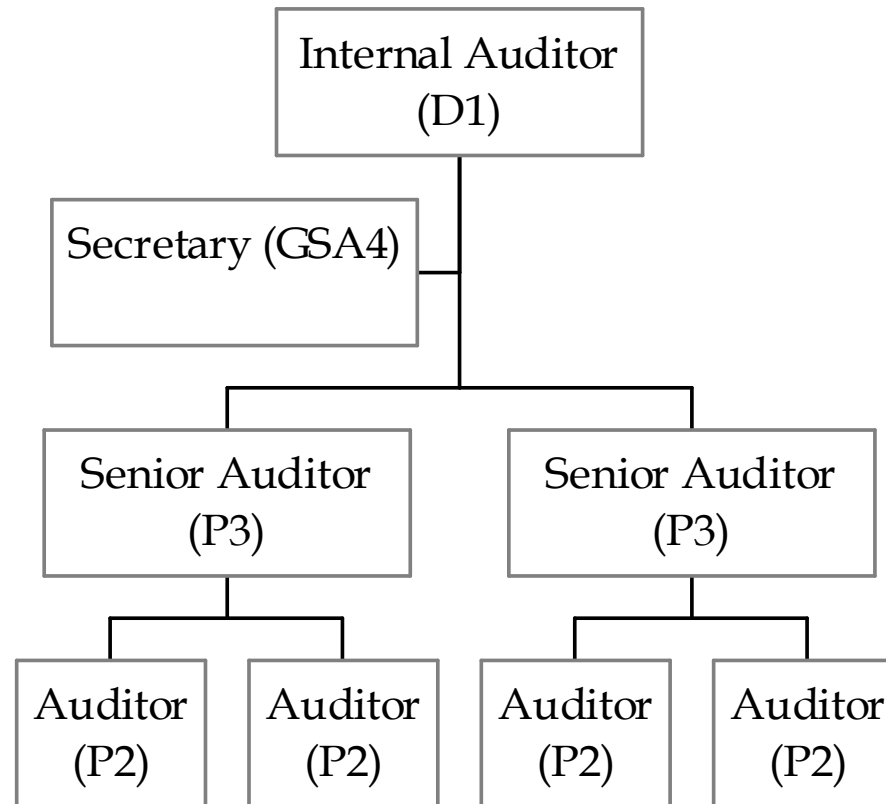 Internal Auditor
(D1)
Secretary (GSA4)
Senior Auditor
(P3)
Senior Auditor
(P3)
Auditor
(P2)
Auditor
(P2)
Auditor
(P2)
Auditor
(P2)